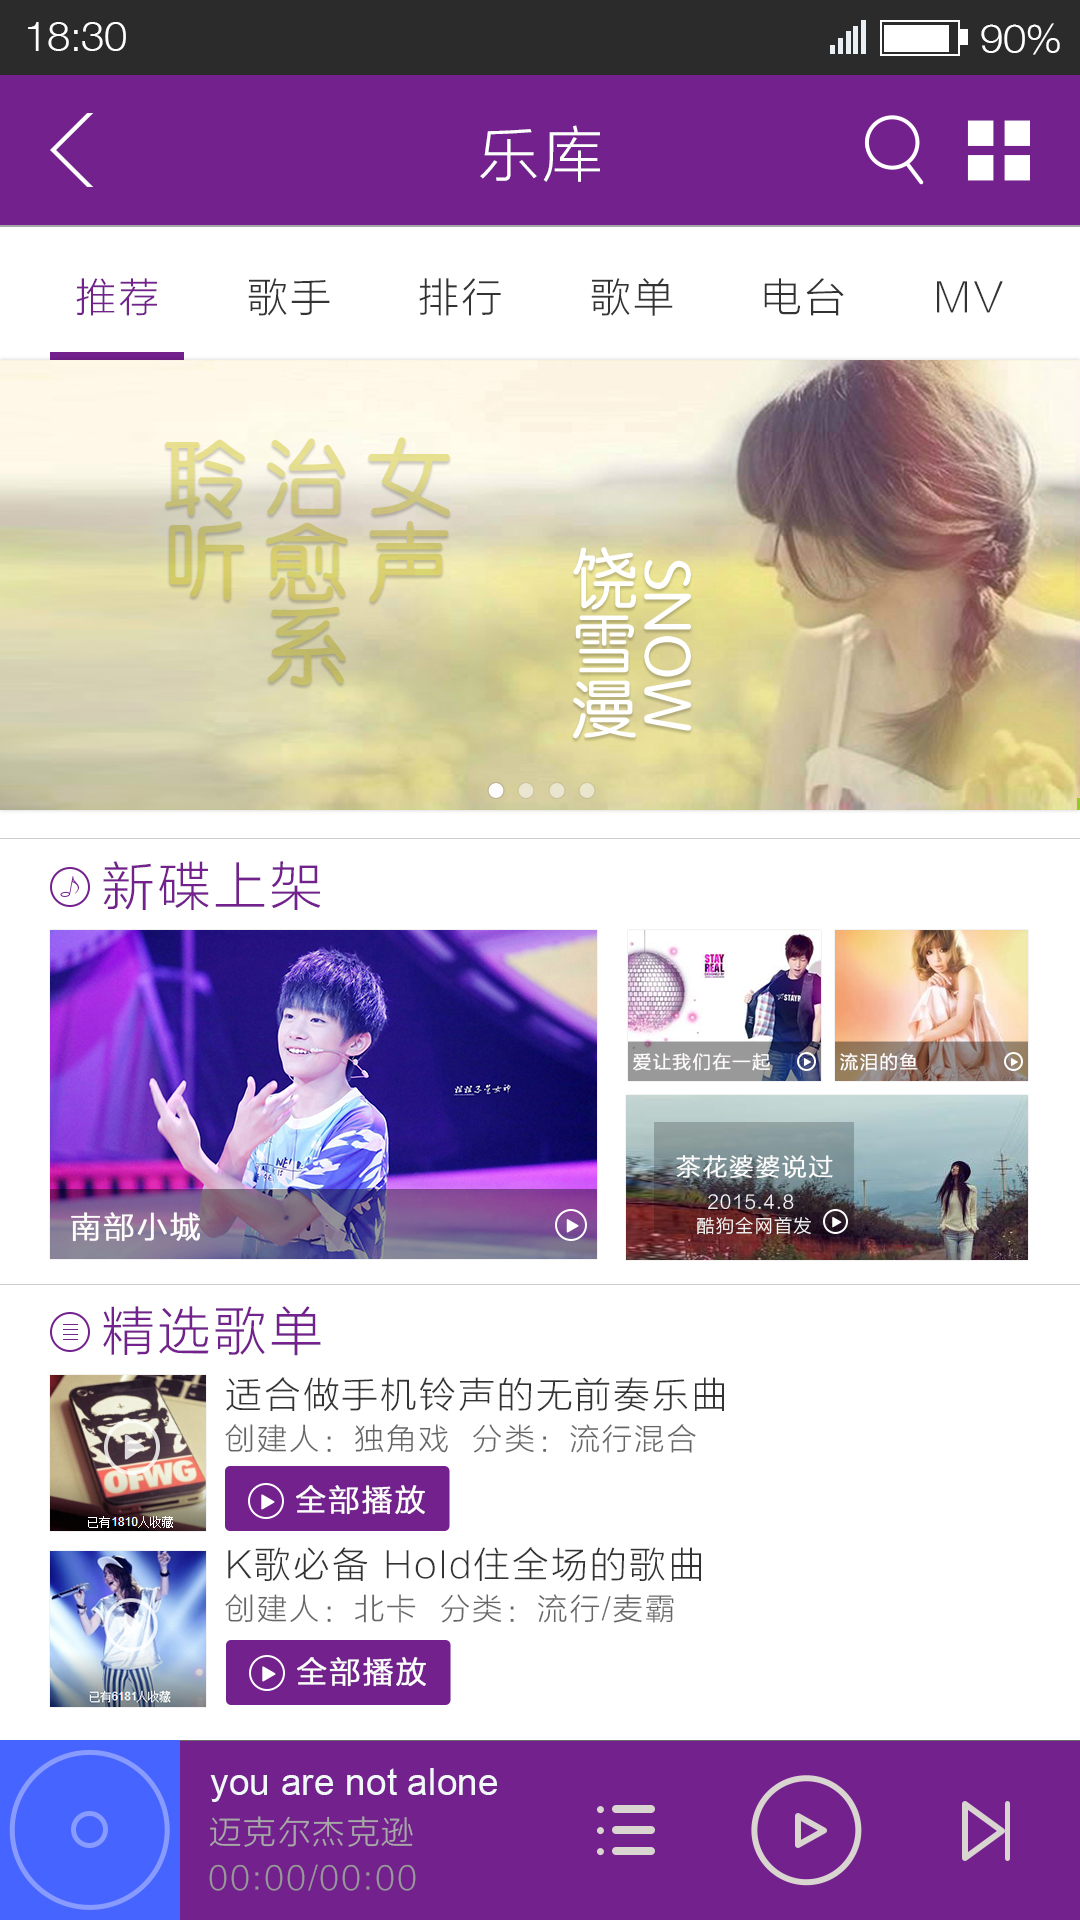 18:30
90%
乐库
推荐 歌手 排行 歌单 电台 MV
聆听
治愈系
女声
饶雪漫
SNOW
新碟上架
STAY
REAL
爱让我们在一起
流泪的鱼
南部小城
茶花婆婆说过
2015.4.8
酷狗全网首发
精选歌单
OFWG
已有1810人收藏
适合做手机铃声的无前奏乐曲
创建人：独角戏 分类：流行混合
全部播放
已有6181人收藏
K歌必备 Hold住全场的歌曲
创建人：北卡 分类：流行/麦霸
全部播放
you are not alone
迈克尔杰克逊
00:00/00:00